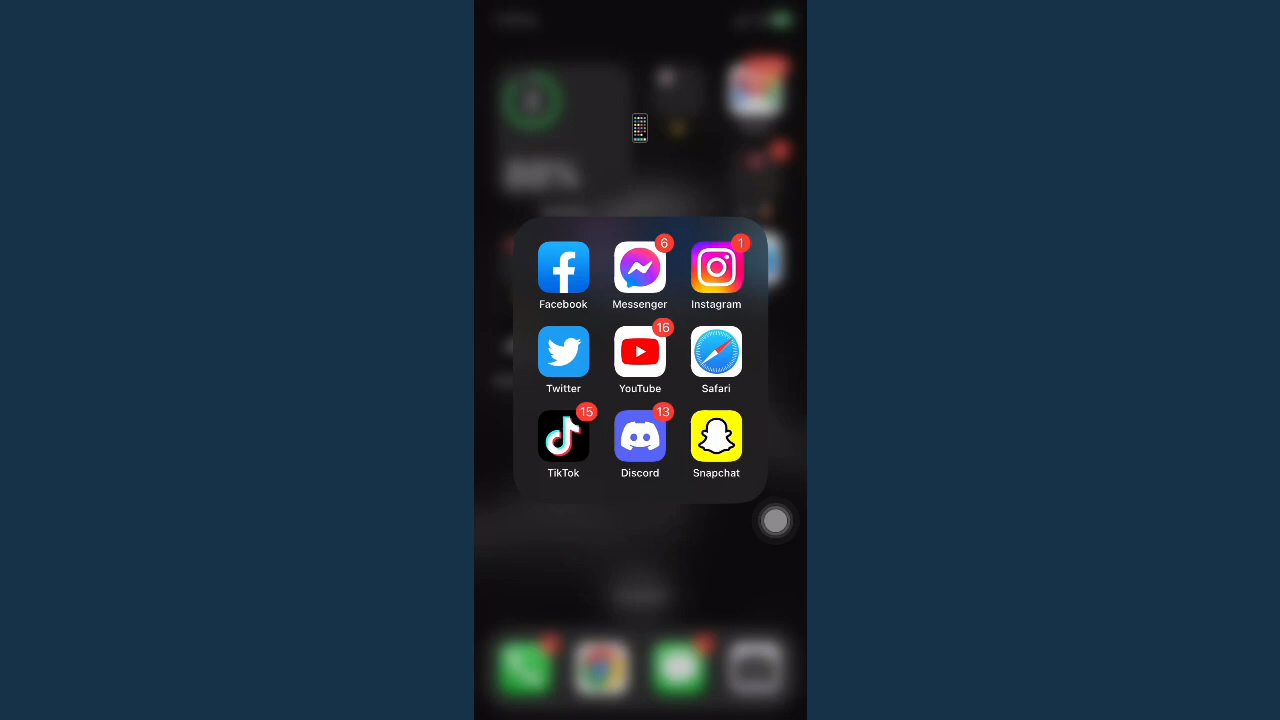 6
1
Facebook
Messenger
Instagram
16
Twitter
YouTube
Safari
15
13
TikTok
Discord
Snapchat